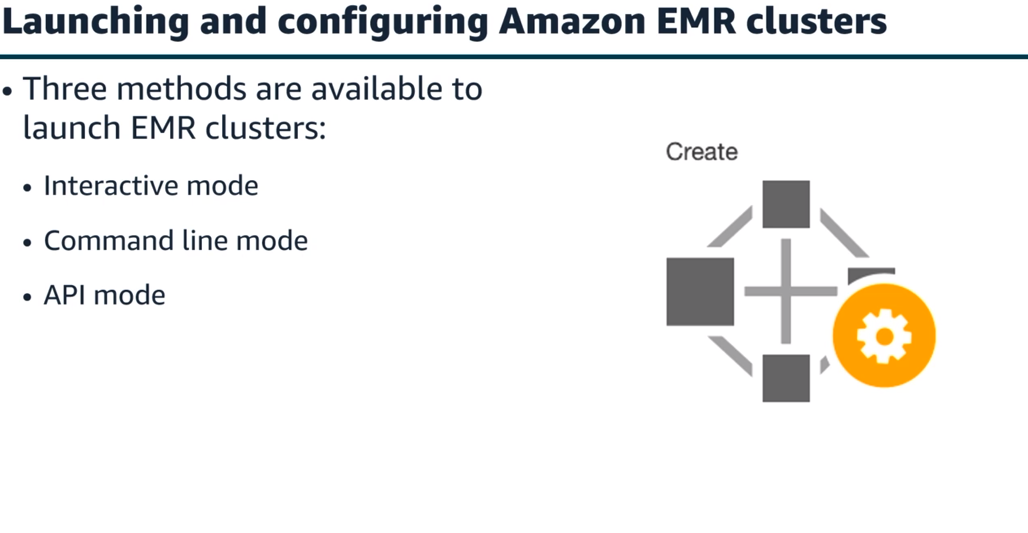 Launching and configuring Amazon EMR clusters
• Three methods are available to
launch EMR clusters:
• Interactive mode
• Command line mode
• API mode
Create